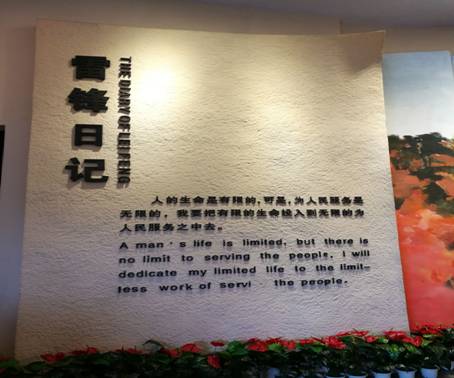 雷锋日记
THE DIARY OF LEIFENG
人的生命是有限的,可是,为人民服务是
无限的,我要把有限的生命投入到无限的为
人民服务之中去。
A man's life is limited, but there is
no limit to serving the people, I will
dedicate my limited life to the limit-
less work of servi the people.